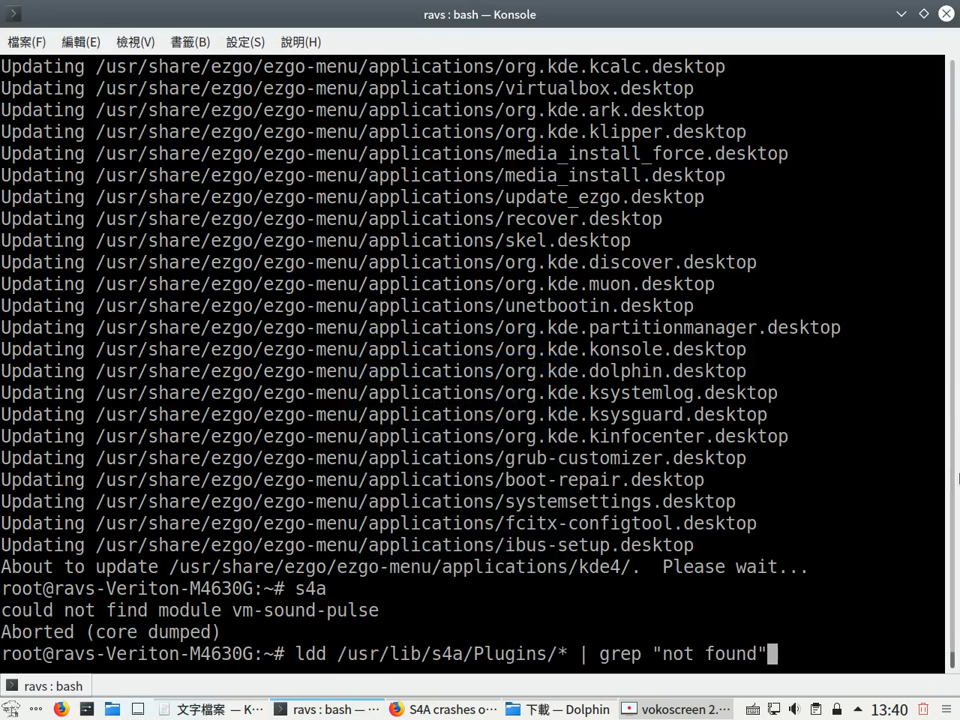 ravs : bash — Konsole
檔案(F) 編輯(E) 檢視(V) 書籤(B) 設定(S) 說明(H)
Updating /usr/share/ezgo/ezgo-menu/applications/org.kde.kcalc.desktop
Updating /usr/share/ezgo/ezgo-menu/applications/virtualbox.desktop
Updating /usr/share/ezgo/ezgo-menu/applications/org.kde.ark.desktop
Updating /usr/share/ezgo/ezgo-menu/applications/org.kde.klipper.desktop
Updating /usr/share/ezgo/ezgo-menu/applications/media_install_force.desktop
Updating /usr/share/ezgo/ezgo-menu/applications/media_install.desktop
Updating /usr/share/ezgo/ezgo-menu/applications/update_ezgo.desktop
Updating /usr/share/ezgo/ezgo-menu/applications/recover.desktop
Updating /usr/share/ezgo/ezgo-menu/applications/skel.desktop
Updating /usr/share/ezgo/ezgo-menu/applications/org.kde.discover.desktop
Updating /usr/share/ezgo/ezgo-menu/applications/org.kde.muon.desktop
Updating /usr/share/ezgo/ezgo-menu/applications/unetbootin.desktop
Updating /usr/share/ezgo/ezgo-menu/applications/org.kde.partitionmanager.desktop
Updating /usr/share/ezgo/ezgo-menu/applications/org.kde.konsole.desktop
Updating /usr/share/ezgo/ezgo-menu/applications/org.kde.dolphin.desktop
Updating /usr/share/ezgo/ezgo-menu/applications/org.kde.ksystemlog.desktop
Updating /usr/share/ezgo/ezgo-menu/applications/org.kde.ksysguard.desktop
Updating /usr/share/ezgo/ezgo-menu/applications/org.kde.kinfocenter.desktop
Updating /usr/share/ezgo/ezgo-menu/applications/grub-customizer.desktop
Updating /usr/share/ezgo/ezgo-menu/applications/boot-repair.desktop
Updating /usr/share/ezgo/ezgo-menu/applications/systemsettings.desktop
Updating /usr/share/ezgo/ezgo-menu/applications/fcitx-configtool.desktop
Updating /usr/share/ezgo/ezgo-menu/applications/ibus-setup.desktop
About to update /usr/share/ezgo/ezgo-menu/applications/kde4/.  Please wait...
root@ravs-Veriton-M4630G:~# s4a
could not find module vm-sound-pulse
Aborted (core dumped)
root@ravs-Veriton-M4630G:~# ldd /usr/lib/s4a/Plugins/* | grep "not found"
ravs : bash
文字檔案 — K··· ravs : bash — ··· S4A crashes o··· 下載 — Dolphin vokoscreen 2.··· 13:40